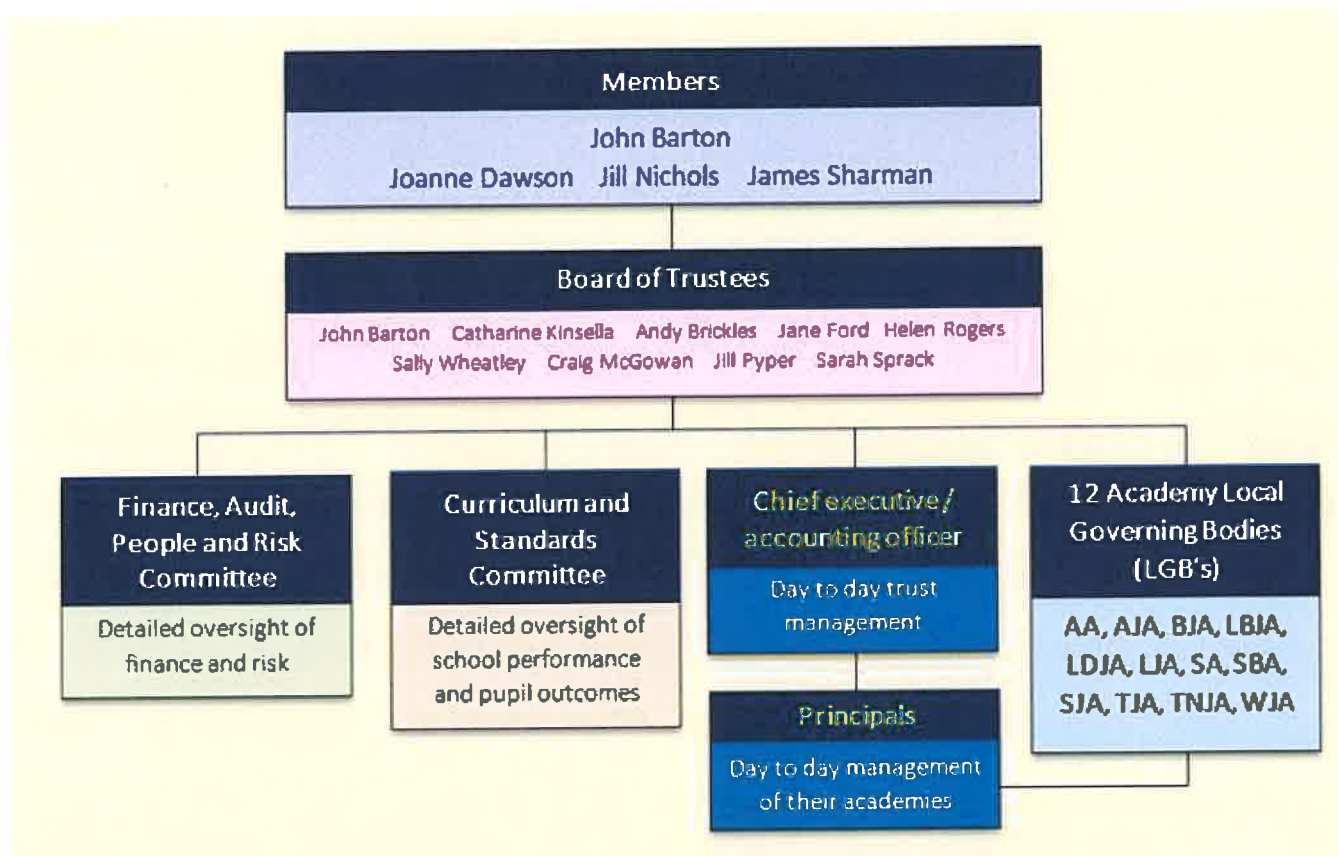 Members
John Barton
Joanne Dawson Jill Nichols James Sharman
Board of Trustees
John Barton Catharine Kinsella Andy Brickles Jane Ford Helen Rogers
Sally Wheatley Craig McGowan Jill Pyper Sarah Sprack
Finance, Audit,
People and Risk
Committee
Detailed oversight of
finance and risk
Curriculum and
Standards
Committee
Detailed oversight of
school performance
and pupil outcomes
Chief executive/
accounting officer
Day to day trust
management
Principals
Day to day management
of their academies
12 Academy Local
Governing Bodies
(LGB's)
AA, AJA, BJA, LBJA,
LDJA, LJA, SA, SBA,
SJA, TJA, TNJA, WJA